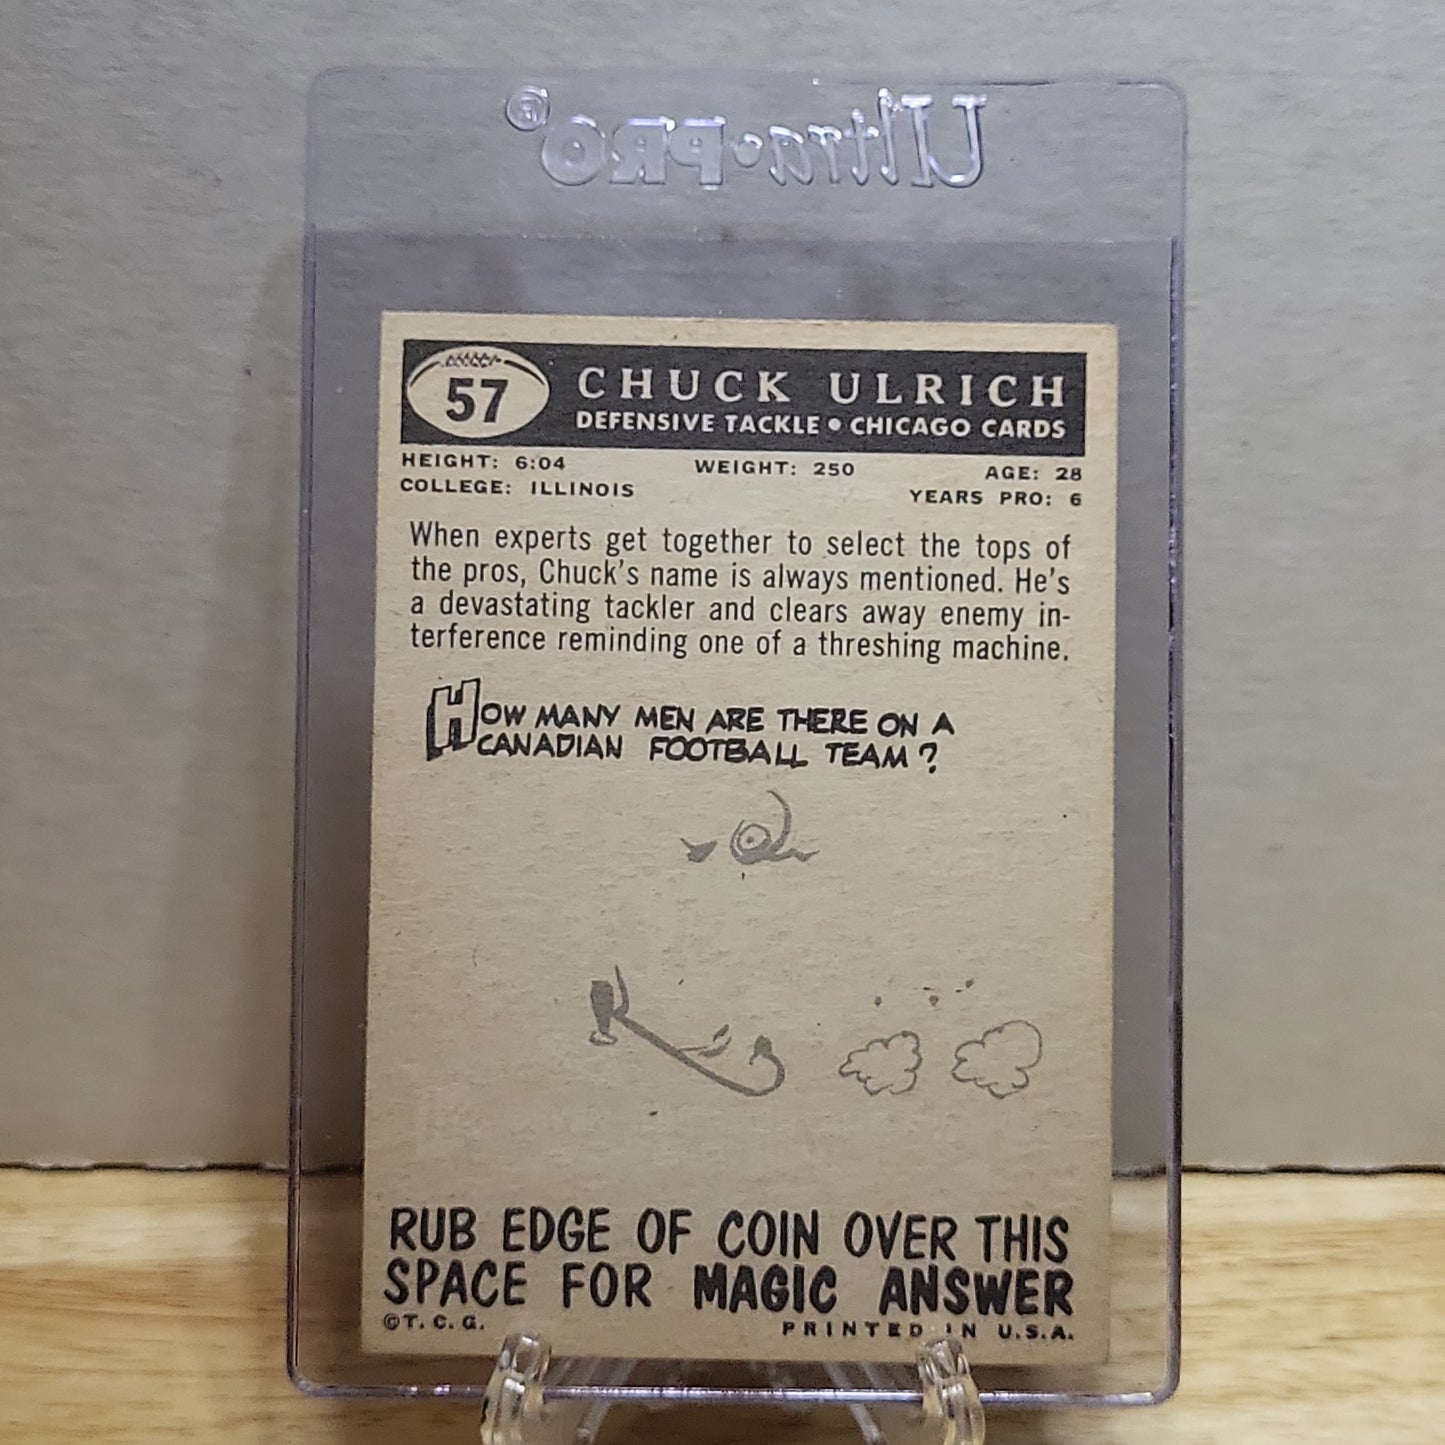 Ultra•PRO®
57
CHUCK ULRICH
DEFENSIVE TACKLE • CHICAGO CARDS
HEIGHT: 6:04 WEIGHT: 250 AGE: 28
COLLEGE: ILLINOIS YEARS PRO: 6
When experts get together to select the tops of
the pros, Chuck's name is always mentioned. He's
a devastating tackler and clears away enemy in-
terference reminding one of a threshing machine.
HOW MANY MEN ARE THERE ON A
CANADIAN FOOTBALL TEAM?
RUB EDGE OF COIN OVER THIS
SPACE FOR MAGIC ANSWER
©T. C. G. PRINTED IN U.S.A.